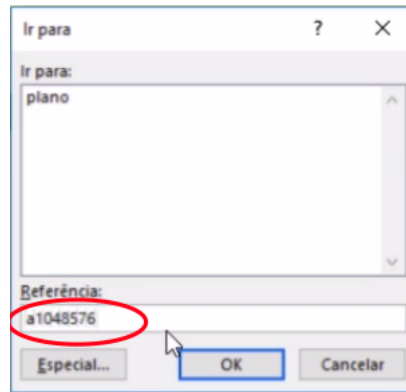 Ir para ?
Ir para:
plano
Referência:
a1048576
Especial... OK Cancelar